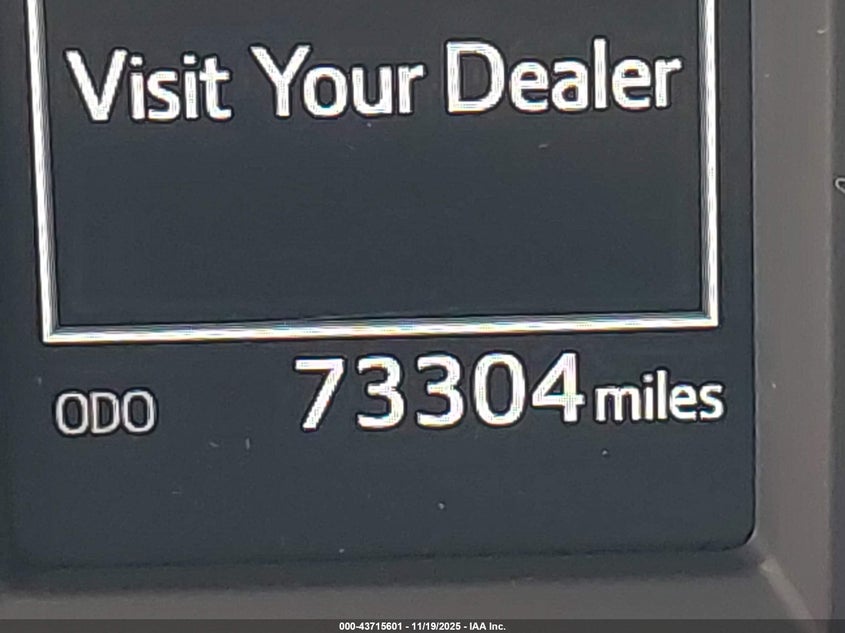 Visit Your Dealer
ODO 73304 miles
000-43715601 - 11/19/2025 - IAA Inc.